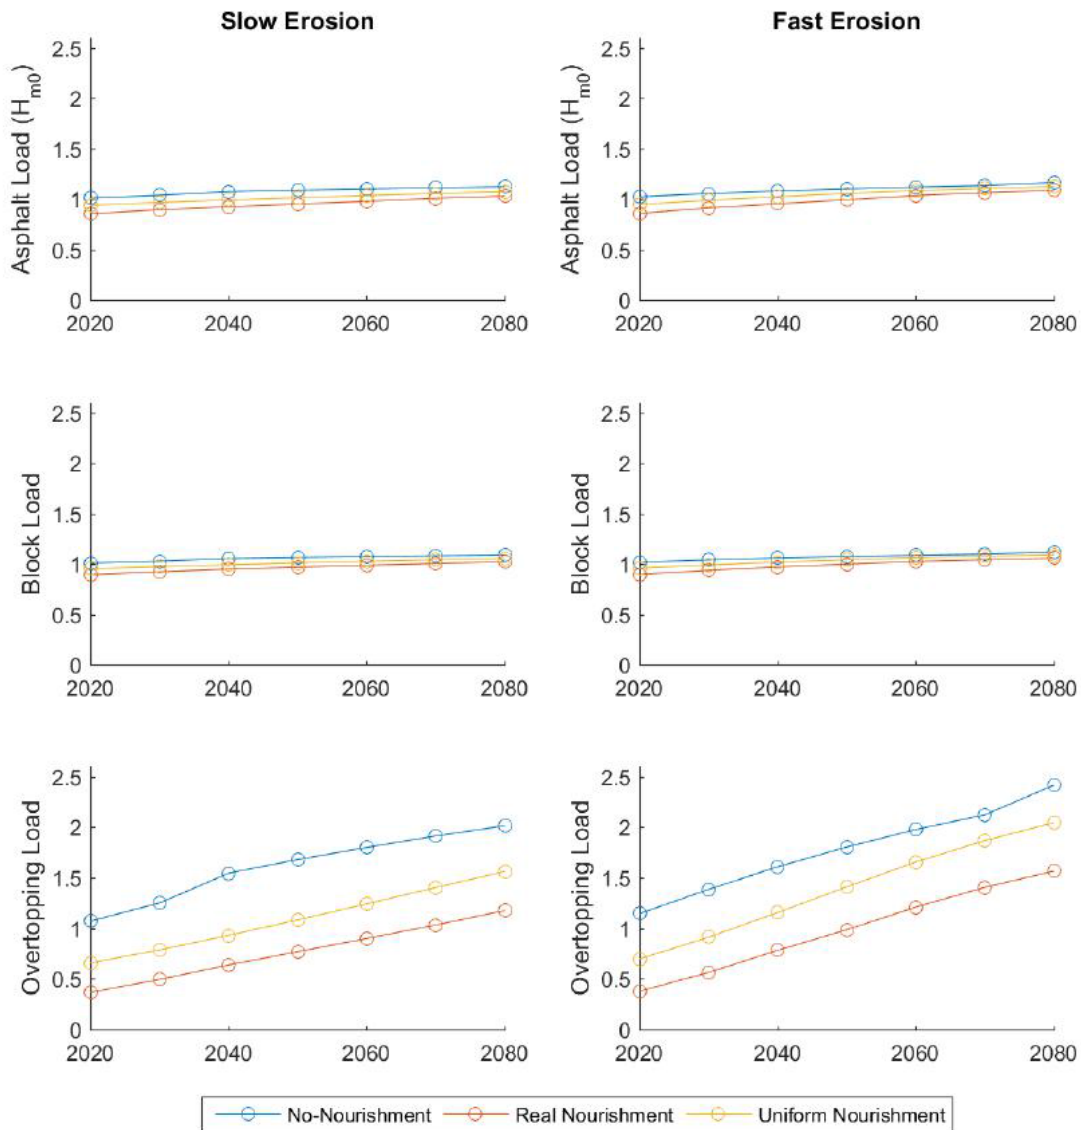 Slow Erosion
Fast Erosion
Asphalt Load (Hm0)
2.5
2
1.5
1
0.5
0
2020 2040 2060 2080
Asphalt Load (Hm0)
2.5
2
1.5
1
0.5
0
2020 2040 2060 2080
Block Load
2.5
2
1.5
1
0.5
0
2020 2040 2060 2080
Block Load
2.5
2
1.5
1
0.5
0
2020 2040 2060 2080
Overtopping Load
2.5
2
1.5
1
0.5
0
2020 2040 2060 2080
Overtopping Load
2.5
2
1.5
1
0.5
0
2020 2040 2060 2080
No-Nourishment Real Nourishment Uniform Nourishment